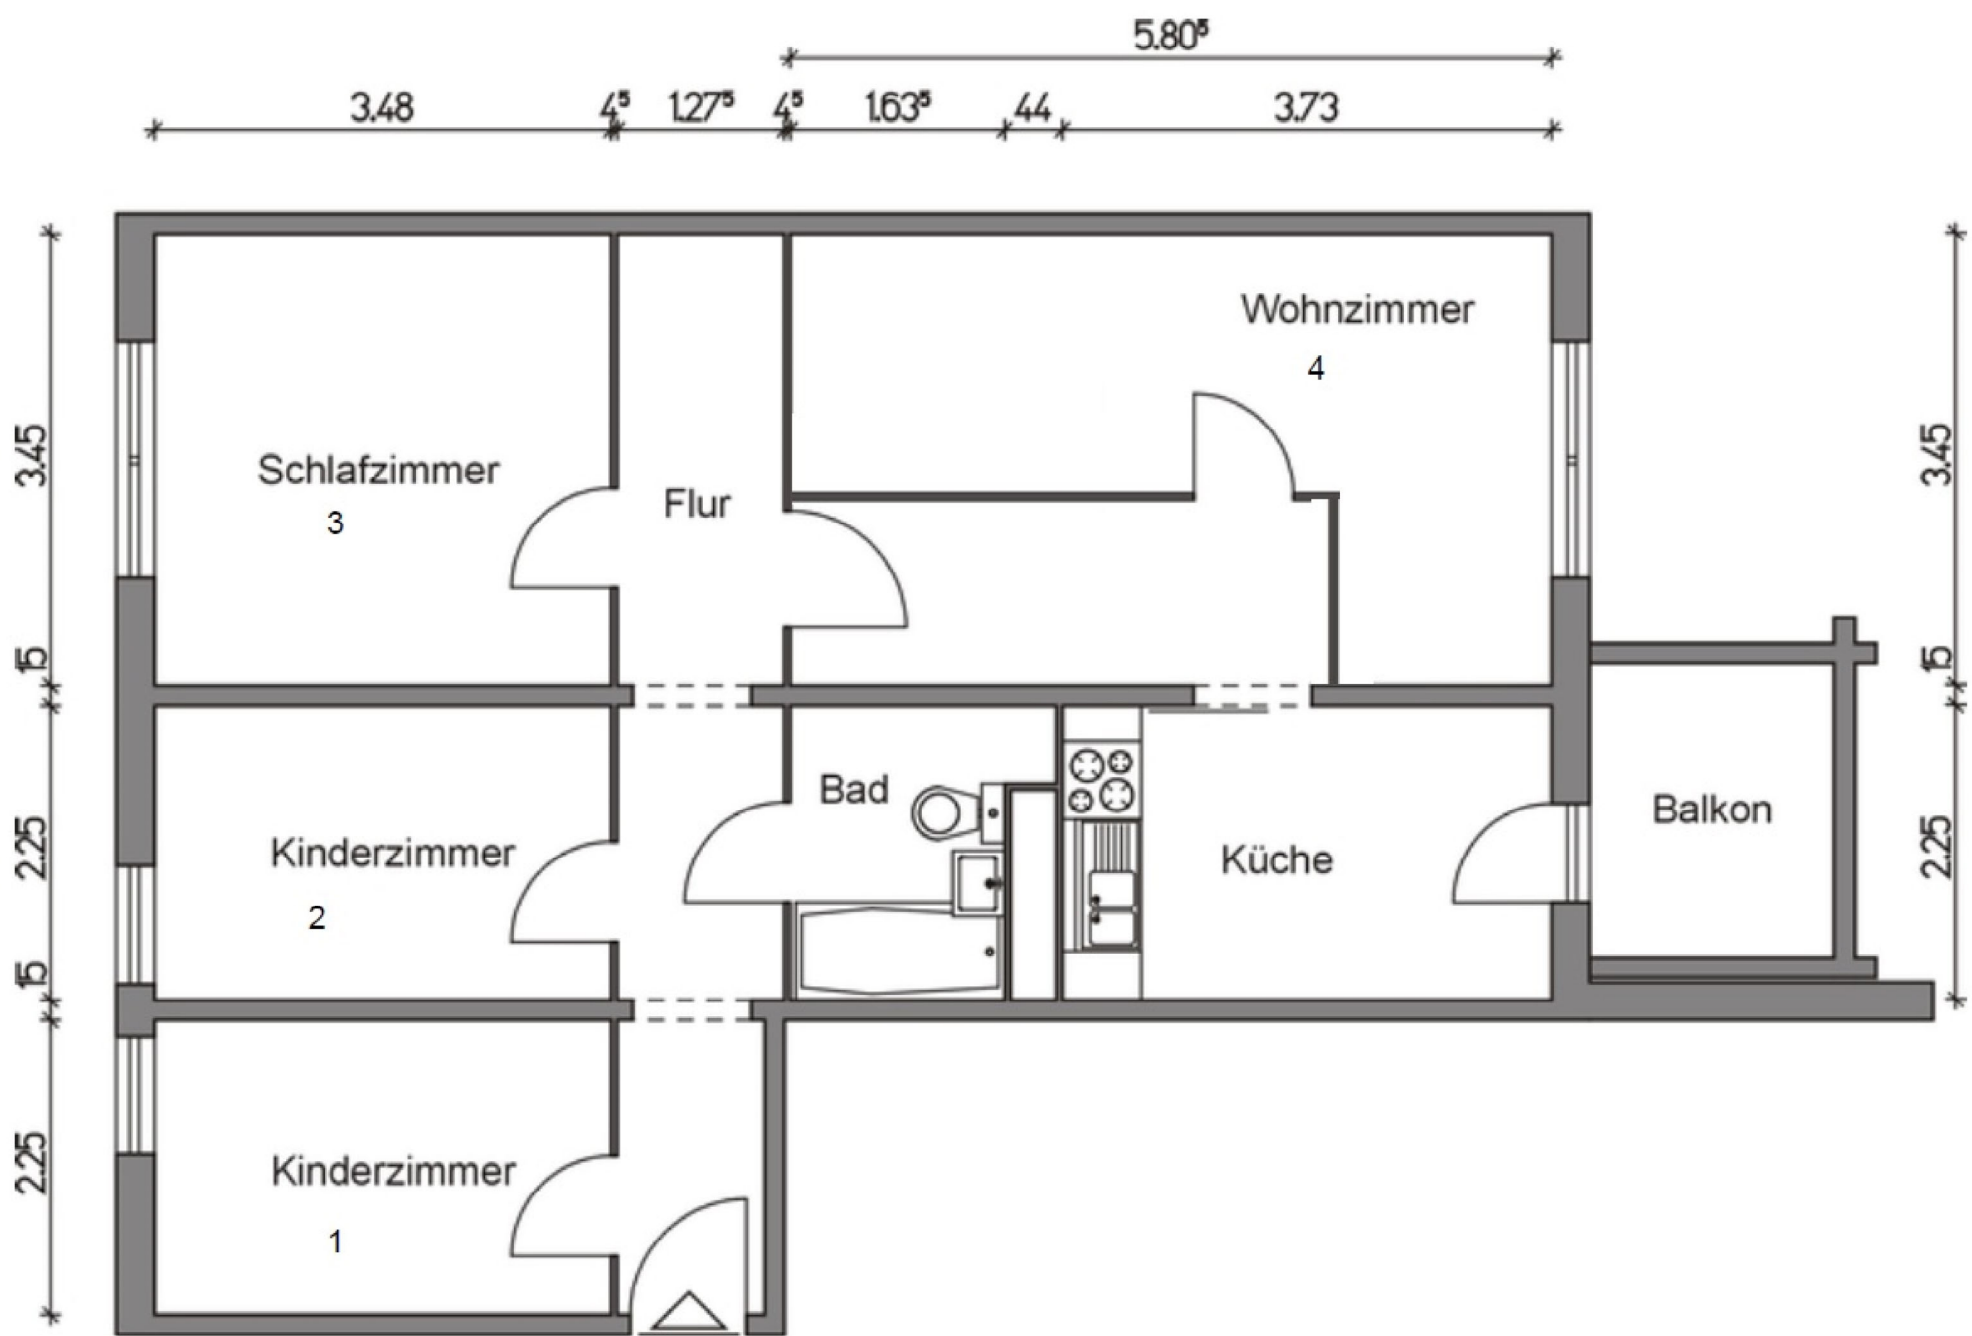 5.80⁵
3.48 4⁵ 1.27⁵ 4⁵ 1.63⁵ 44 3.73
Wohnzimmer
4
3.45
Schlafzimmer
3
Flur
3.45
15
15
Bad
Balkon
2.25
Kinderzimmer
2
Küche
2.25
15
2.25
Kinderzimmer
1